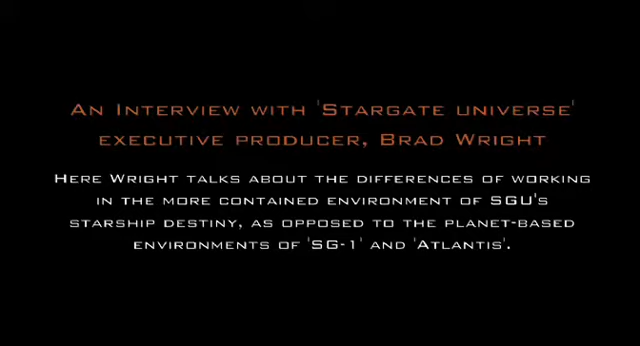 An Interview with 'Stargate universe'
executive producer, Brad Wright
Here Wright talks about the differences of working
in the more contained environment of SGU's
starship destiny, as opposed to the planet-based
environments of 'SG-1' and 'Atlantis'.